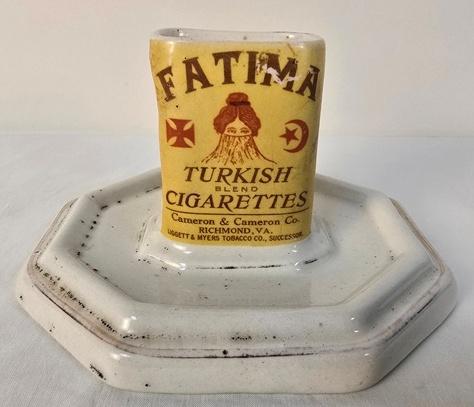 FATIMA
TURKISH
BLEND
CIGARETTES
Cameron & Cameron Co.
RICHMOND, VA.
LIGGETT & MYERS TOBACCO CO., SUCCESSOR.